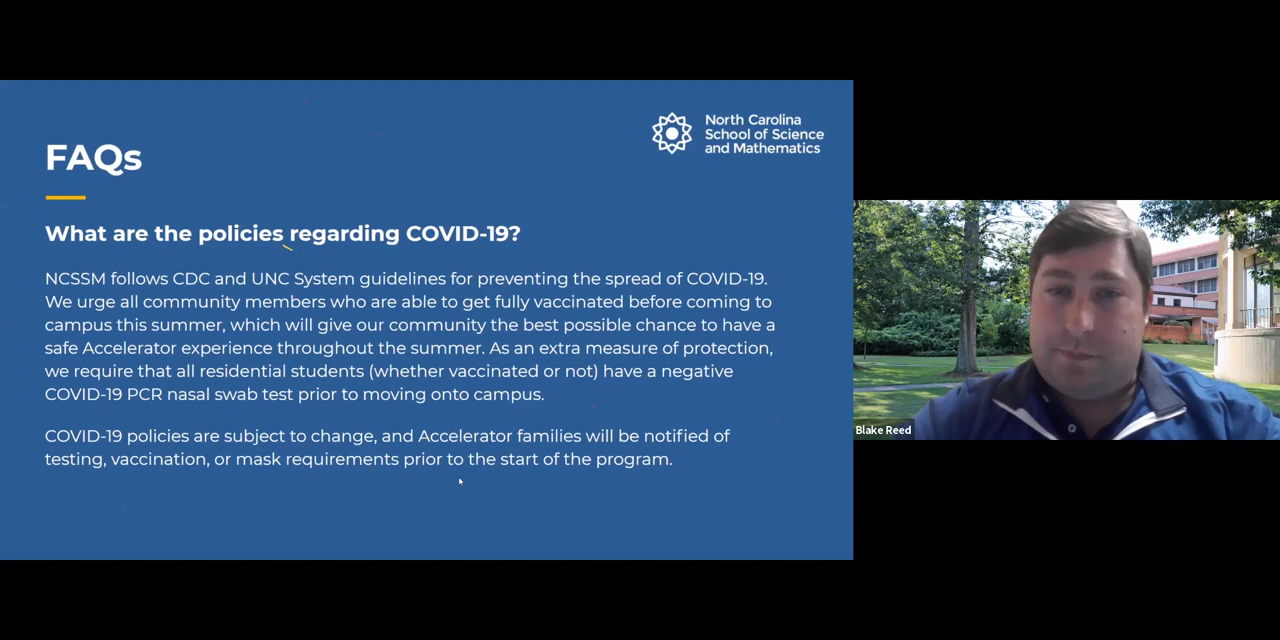 North Carolina
School of Science
and Mathematics
FAQs
What are the policies regarding COVID-19?
NCSSM follows CDC and UNC System guidelines for preventing the spread of COVID-19.
We urge all community members who are able to get fully vaccinated before coming to
campus this summer, which will give our community the best possible chance to have a
safe Accelerator experience throughout the summer. As an extra measure of protection,
we require that all residential students (whether vaccinated or not) have a negative
COVID-19 PCR nasal swab test prior to moving onto campus.
COVID-19 policies are subject to change, and Accelerator families will be notified of
testing, vaccination, or mask requirements prior to the start of the program.
Blake Reed